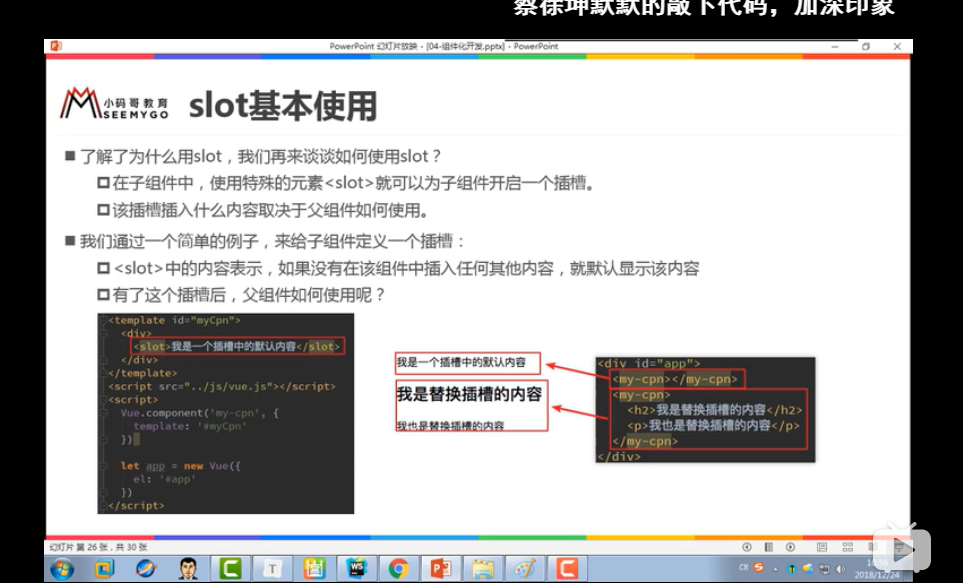 蔡徐坤默默的敲下代码，加深印象
PowerPoint 幻灯片放映 - [04-组件化开发.pptx] - PowerPoint
小码哥教育
SEEMYGO
slot基本使用
了解了为什么用slot，我们再来谈谈如何使用slot？
在子组件中，使用特殊的元素<slot>就可以为子组件开启一个插槽。
该插槽插入什么内容取决于父组件如何使用。
我们通过一个简单的例子，来给子组件定义一个插槽：
<slot>中的内容表示，如果没有在该组件中插入任何其他内容，就默认显示该内容
有了这个插槽后，父组件如何使用呢？
<template id="myCpn">
<div>
<slot>我是一个插槽中的默认内容</slot>
</div>
</template>
<script src="../js/vue.js"></script>
<script>
Vue.component('my-cpn', {
template: '#myCpn'
})
let app = new Vue({
el: '#app'
})
</script>
我是一个插槽中的默认内容
我是替换插槽的内容
我也是替换插槽的内容
<div id="app">
<my-cpn></my-cpn>
<my-cpn>
<h2>我是替换插槽的内容</h2>
<p>我也是替换插槽的内容</p>
</my-cpn>
</div>
幻灯片 第 26 张，共 30 张
CH
2018/12/24